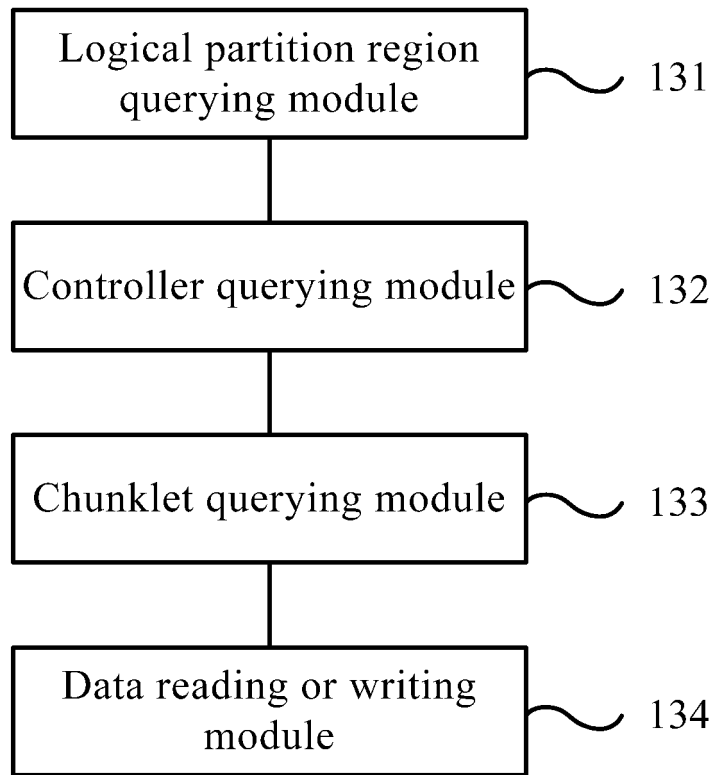 Logical partition region
querying module
131
Controller querying module
132
Chunklet querying module
133
Data reading or writing
module
134